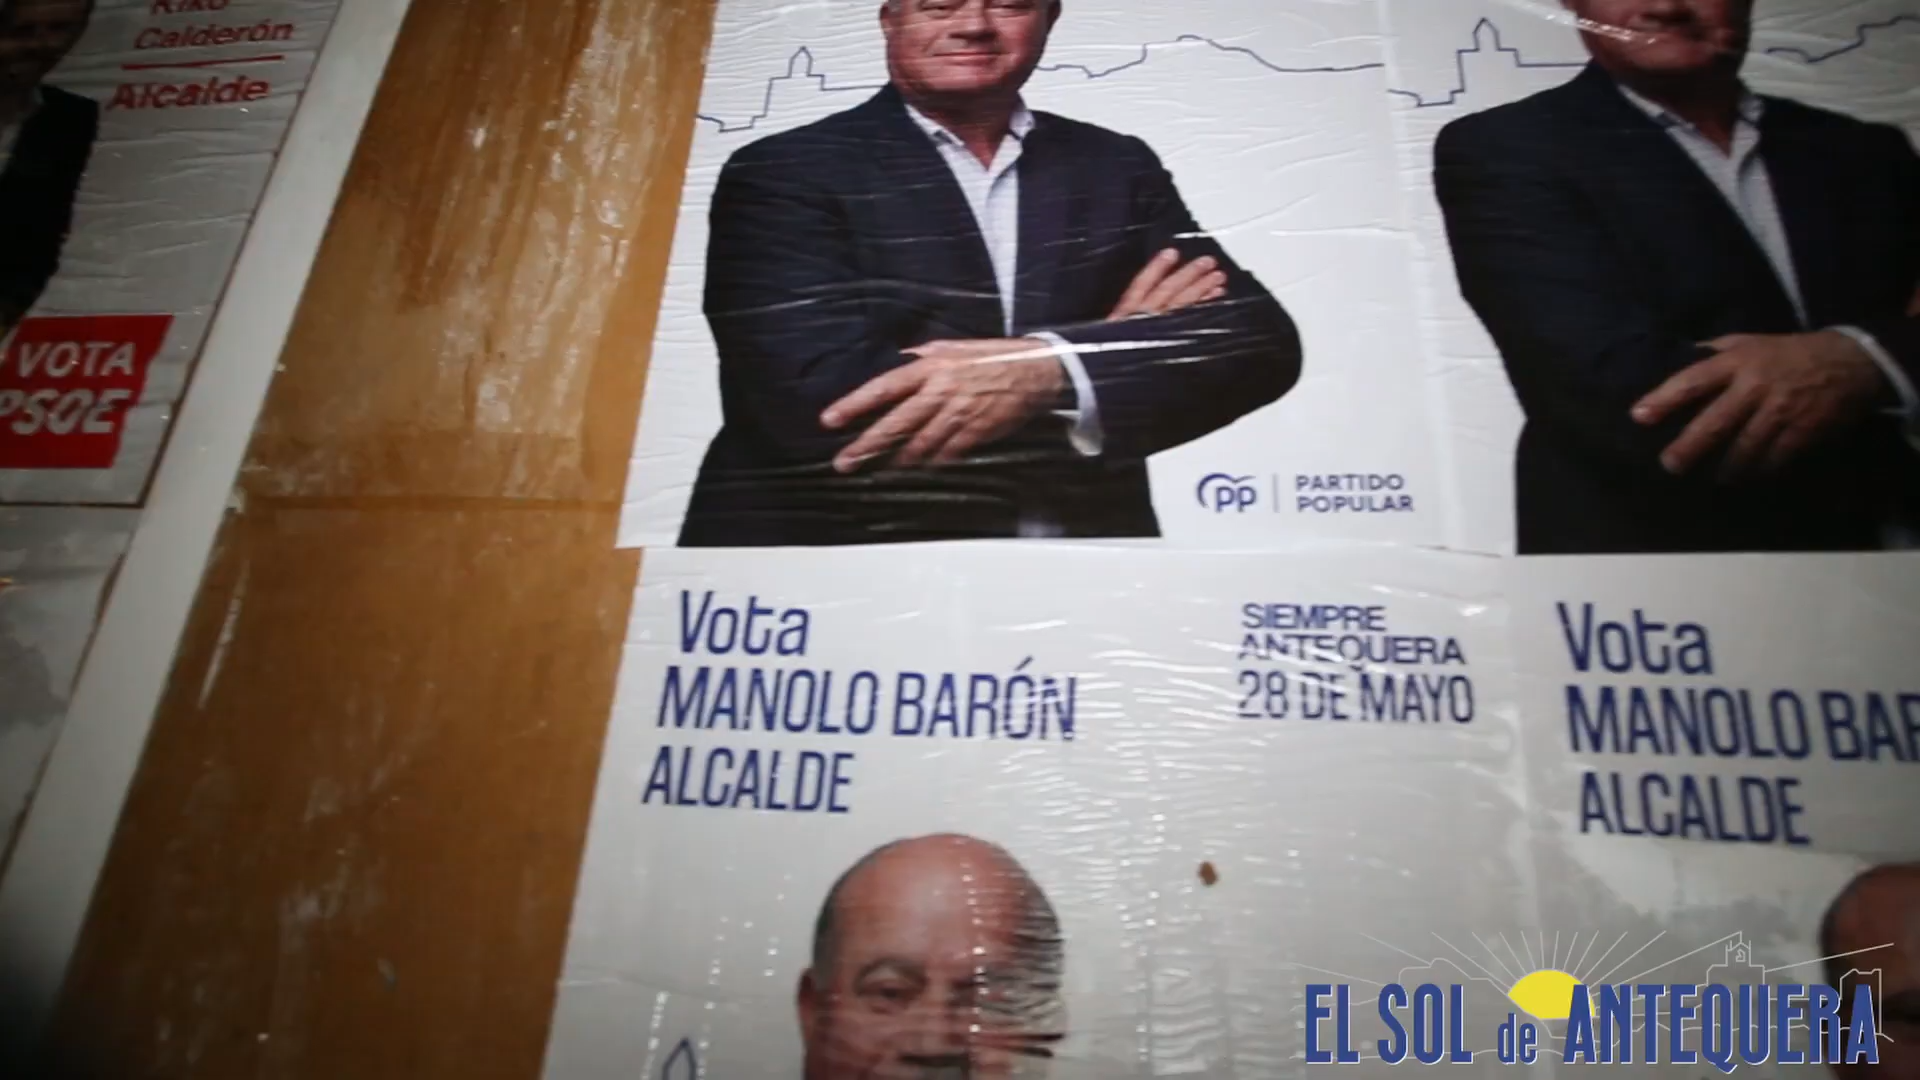 Kiko
Calderón
Alcalde
VOTA
PSOE
PP
PARTIDO
POPULAR
Vota
MANOLO BARÓN
ALCALDE
SIEMPRE
ANTEQUERA
28 DE MAYO
Vota
MANOLO BAR
ALCALDE
EL SOL de ANTEQUERA